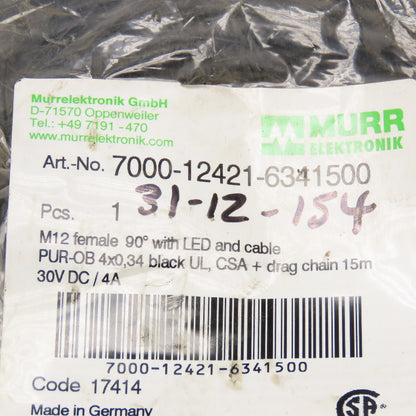 Murrelektronik GmbH
D-71570 Oppenweiler
Tel.: +49 7191 -470
www.murrelektronik.com
MURR
ELEKTRONIK
Art.-No. 7000-12421-6341500
31-12-154
Pcs. 1
M12 female 90° with LED and cable
PUR-OB 4x0,34 black UL, CSA + drag chain 15m
30V DC / 4A
7000-12421-6341500
Code 17414
Made in Germany
SA